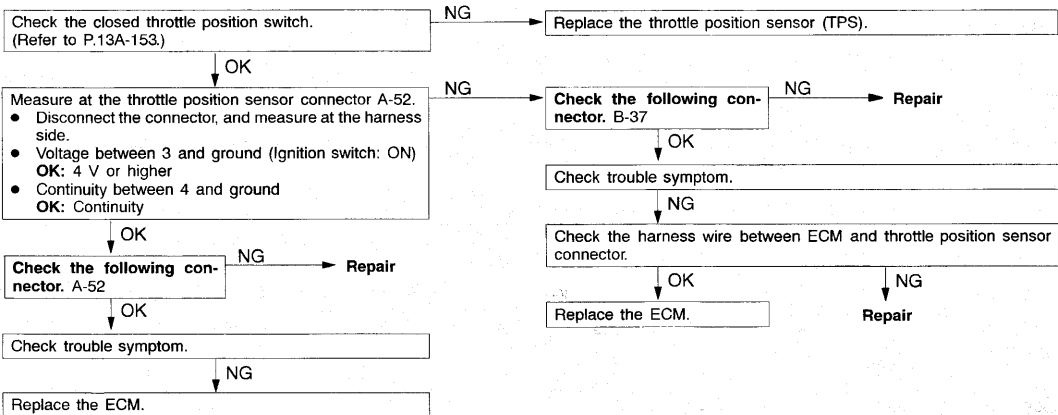 Check the closed throttle position switch.
(Refer to P.13A-153.)
NG
Replace the throttle position sensor (TPS).
OK
Measure at the throttle position sensor connector A-52.
● Disconnect the connector, and measure at the harness
side.
● Voltage between 3 and ground (Ignition switch: ON)
OK: 4 V or higher
● Continuity between 4 and ground
OK: Continuity
NG
Check the following con-
nector. B-37
NG
Repair
OK
Check trouble symptom.
NG
Check the harness wire between ECM and throttle position sensor
connector.
OK
Replace the ECM.
NG
Repair
OK
Check the following con-
nector. A-52
NG
Repair
OK
Check trouble symptom.
NG
Replace the ECM.